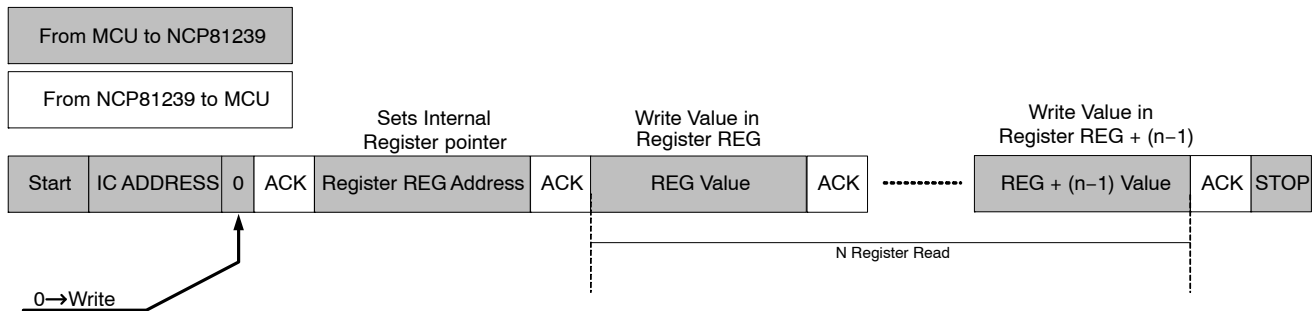 From MCU to NCP81239
From NCP81239 to MCU
Sets Internal
Register pointer
Write Value in
Register REG
Write Value in
Register REG + (n−1)
Start IC ADDRESS 0 ACK Register REG Address ACK REG Value ACK REG + (n−1) Value ACK STOP
N Register Read
0→Write